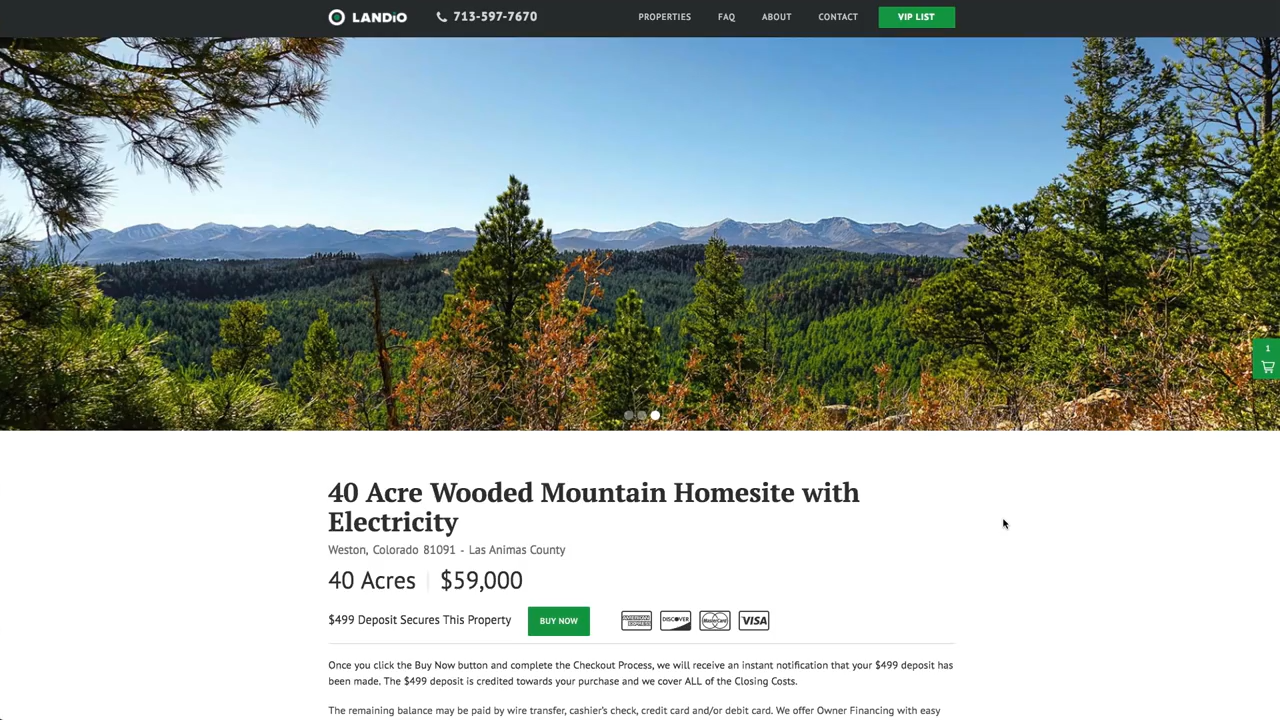 LANDiO 713-597-7670 PROPERTIES FAQ ABOUT CONTACT VIP LIST
1
40 Acre Wooded Mountain Homesite with
Electricity
Weston, Colorado 81091 - Las Animas County
40 Acres $59,000
$499 Deposit Secures This Property BUY NOW AMERICAN EXPRESS DISCOVER MasterCard VISA
Once you click the Buy Now button and complete the Checkout Process, we will receive an instant notification that your $499 deposit has
been made. The $499 deposit is credited towards your purchase and we cover ALL of the Closing Costs.
The remaining balance may be paid by wire transfer, cashier's check, credit card and/or debit card. We offer Owner Financing with easy